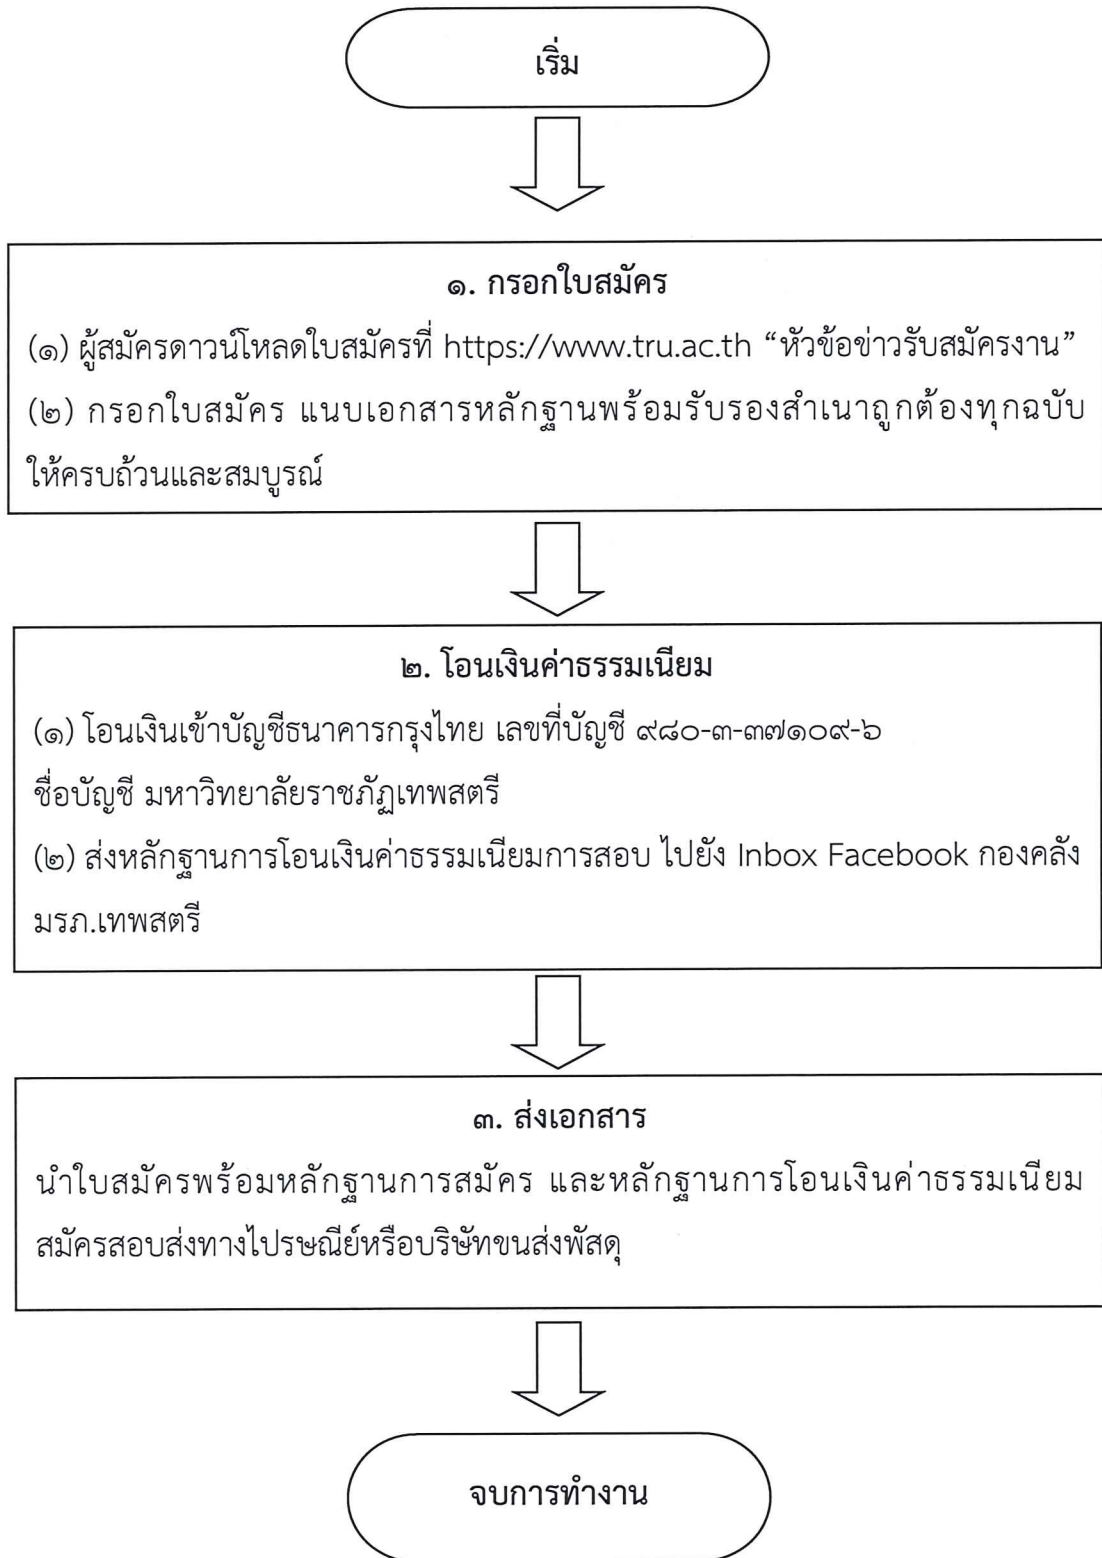 เริ่ม
๑. กรอกใบสมัคร
(๑) ผู้สมัครดาวน์โหลดใบสมัครที่ https://www.tru.ac.th “หัวข้อข่าวรับสมัครงาน”
(๒) กรอกใบสมัคร แนบเอกสารหลักฐานพร้อมรับรองสำเนาถูกต้องทุกฉบับ
ให้ครบถ้วนและสมบูรณ์
๒. โอนเงินค่าธรรมเนียม
(๑) โอนเงินเข้าบัญชีธนาคารกรุงไทย เลขที่บัญชี ๙๘๐-๓-๓๗๑๐๙-๖
ชื่อบัญชี มหาวิทยาลัยราชภัฏเทพสตรี
(๒) ส่งหลักฐานการโอนเงินค่าธรรมเนียมการสอบ ไปยัง Inbox Facebook กองคลัง
มรภ.เทพสตรี
๓. ส่งเอกสาร
นำใบสมัครพร้อมหลักฐานการสมัคร และหลักฐานการโอนเงินค่าธรรมเนียม
สมัครสอบส่งทางไปรษณีย์หรือบริษัทขนส่งพัสดุ
จบการทำงาน